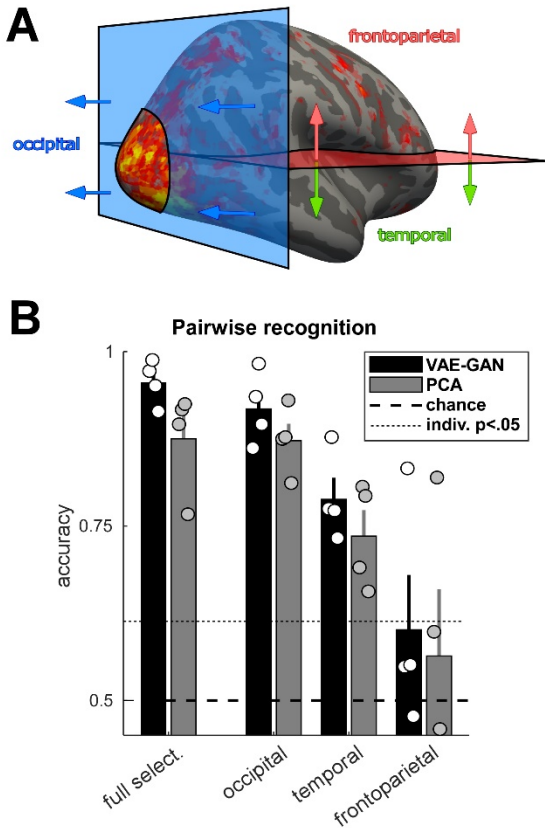 A
frontoparietal
occipital
temporal
B
Pairwise recognition
VAE-GAN
PCA
chance
indiv. p<.05
1
0.75
0.5
accuracy
full select.
occipital
temporal
frontoparietal